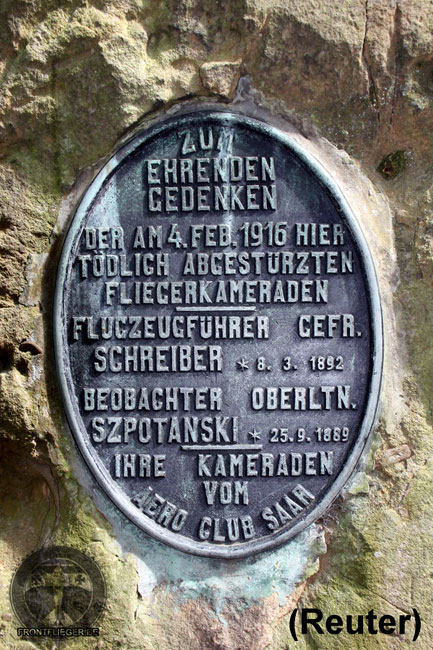 ZUM
EHRENDEN
GEDENKEN
DER AM 4. FEB. 1916 HIER
TÖDLICH ABGESTÜRZTEN
FLIEGERKAMERADEN
FLUGZEUGFÜHRER GEFR.
SCHREIBER * 8. 3. 1892
BEOBACHTER OBERLTN.
SZPOTANSKI * 25. 9. 1889
IHRE KAMERADEN
VOM
AERO CLUB SAAR
FRONTFLIEGER.DE
(Reuter)